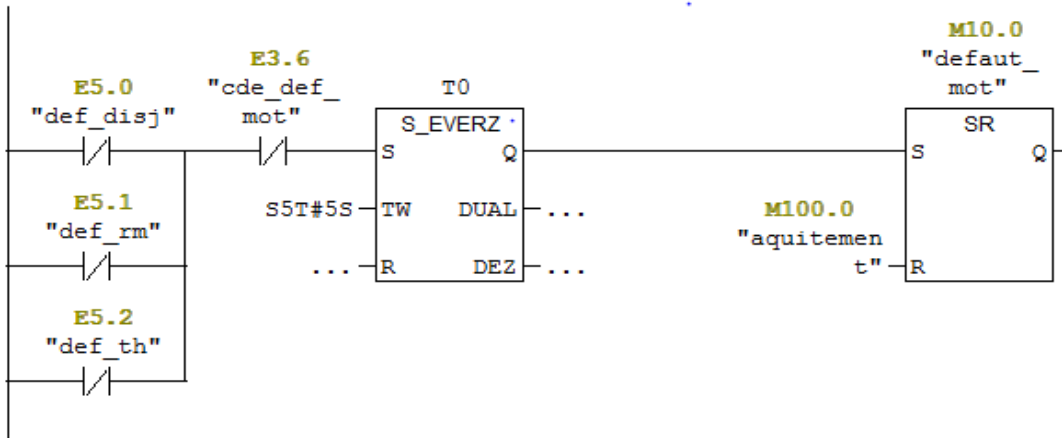 M10.0
E3.6
"defaut_
E5.0
"cde_def_
T0
mot"
"def_disj"
mot"
S_EVERZ
SR
S
Q
S
Q
E5.1
S5T#5S
TW
DUAL
...
M100.0
"def_rm"
"aquitemen
...
R
DEZ
...
t"
R
E5.2
"def_th"